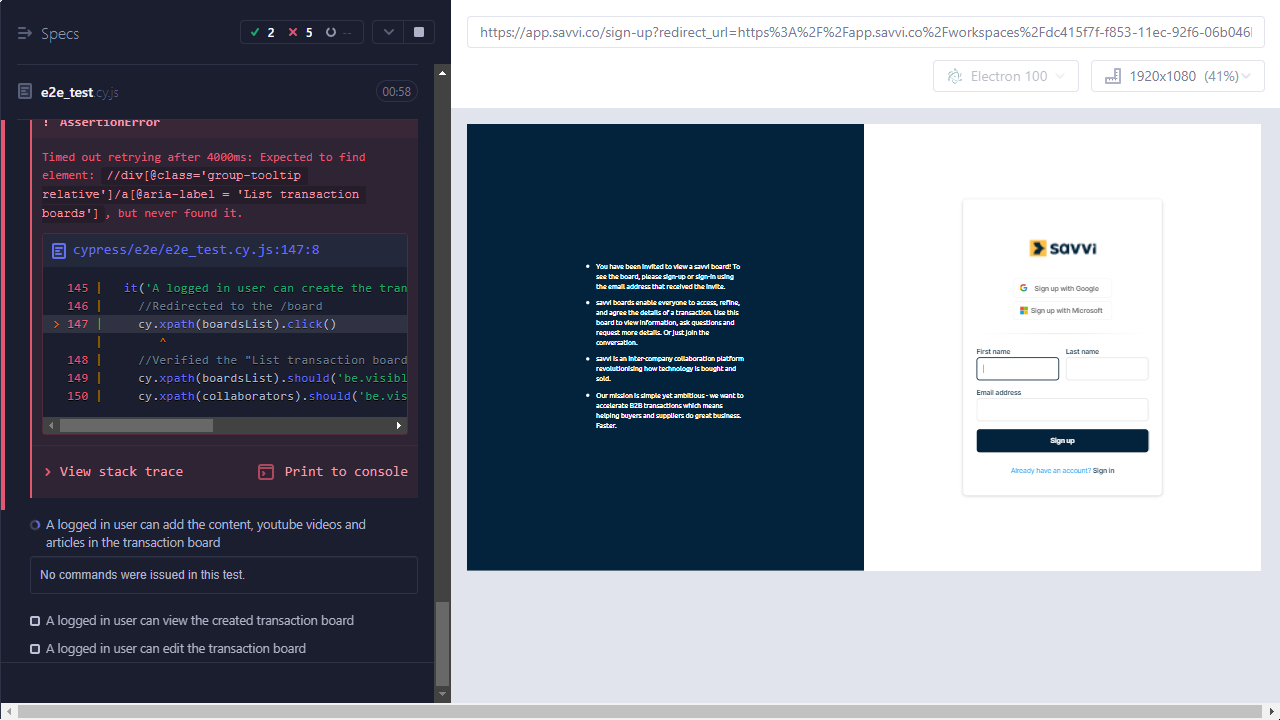 Specs
2
5
--
e2e_test.cy.js
00:58
! AssertionError
Timed out retrying after 4000ms: Expected to find
element: //div[@class='group-tooltip
relative']/a[@aria-label = 'List transaction
boards'] , but never found it.
cypress/e2e/e2e_test.cy.js:147:8
145 | it('A logged in user can create the tran
146 | //Redirected to the /board
> 147 | cy.xpath(boardsList).click()
| ^
148 | //Verified the "List transaction board
149 | cy.xpath(boardsList).should('be.visibl
150 | cy.xpath(collaborators).should('be.vis
> View stack trace
Print to console
A logged in user can add the content, youtube videos and
articles in the transaction board
No commands were issued in this test.
A logged in user can view the created transaction board
A logged in user can edit the transaction board
https://app.savvi.co/sign-up?redirect_url=https%3A%2F%2Fapp.savvi.co%2Fworkspaces%2Fdc415f7f-f853-11ec-92f6-06b046
Electron 100
1920x1080 (41%)
• You have been invited to view a savvi board! To
see the board, please sign-up or sign-in using
the email address that received the invite.
• savvi boards enable everyone to access, refine,
and agree the details of a transaction. Use this
board to view information, ask questions and
request more details. Or just join the
conversation.
• savvi is an inter-company collaboration platform
revolutionising how technology is bought and
sold.
• Our mission is simple yet ambitious - we want to
accelerate B2B transactions which means
helping buyers and suppliers do great business.
Faster.
savvi
Sign up with Google
Sign up with Microsoft
First name
Last name
Email address
Sign up
Already have an account? Sign in